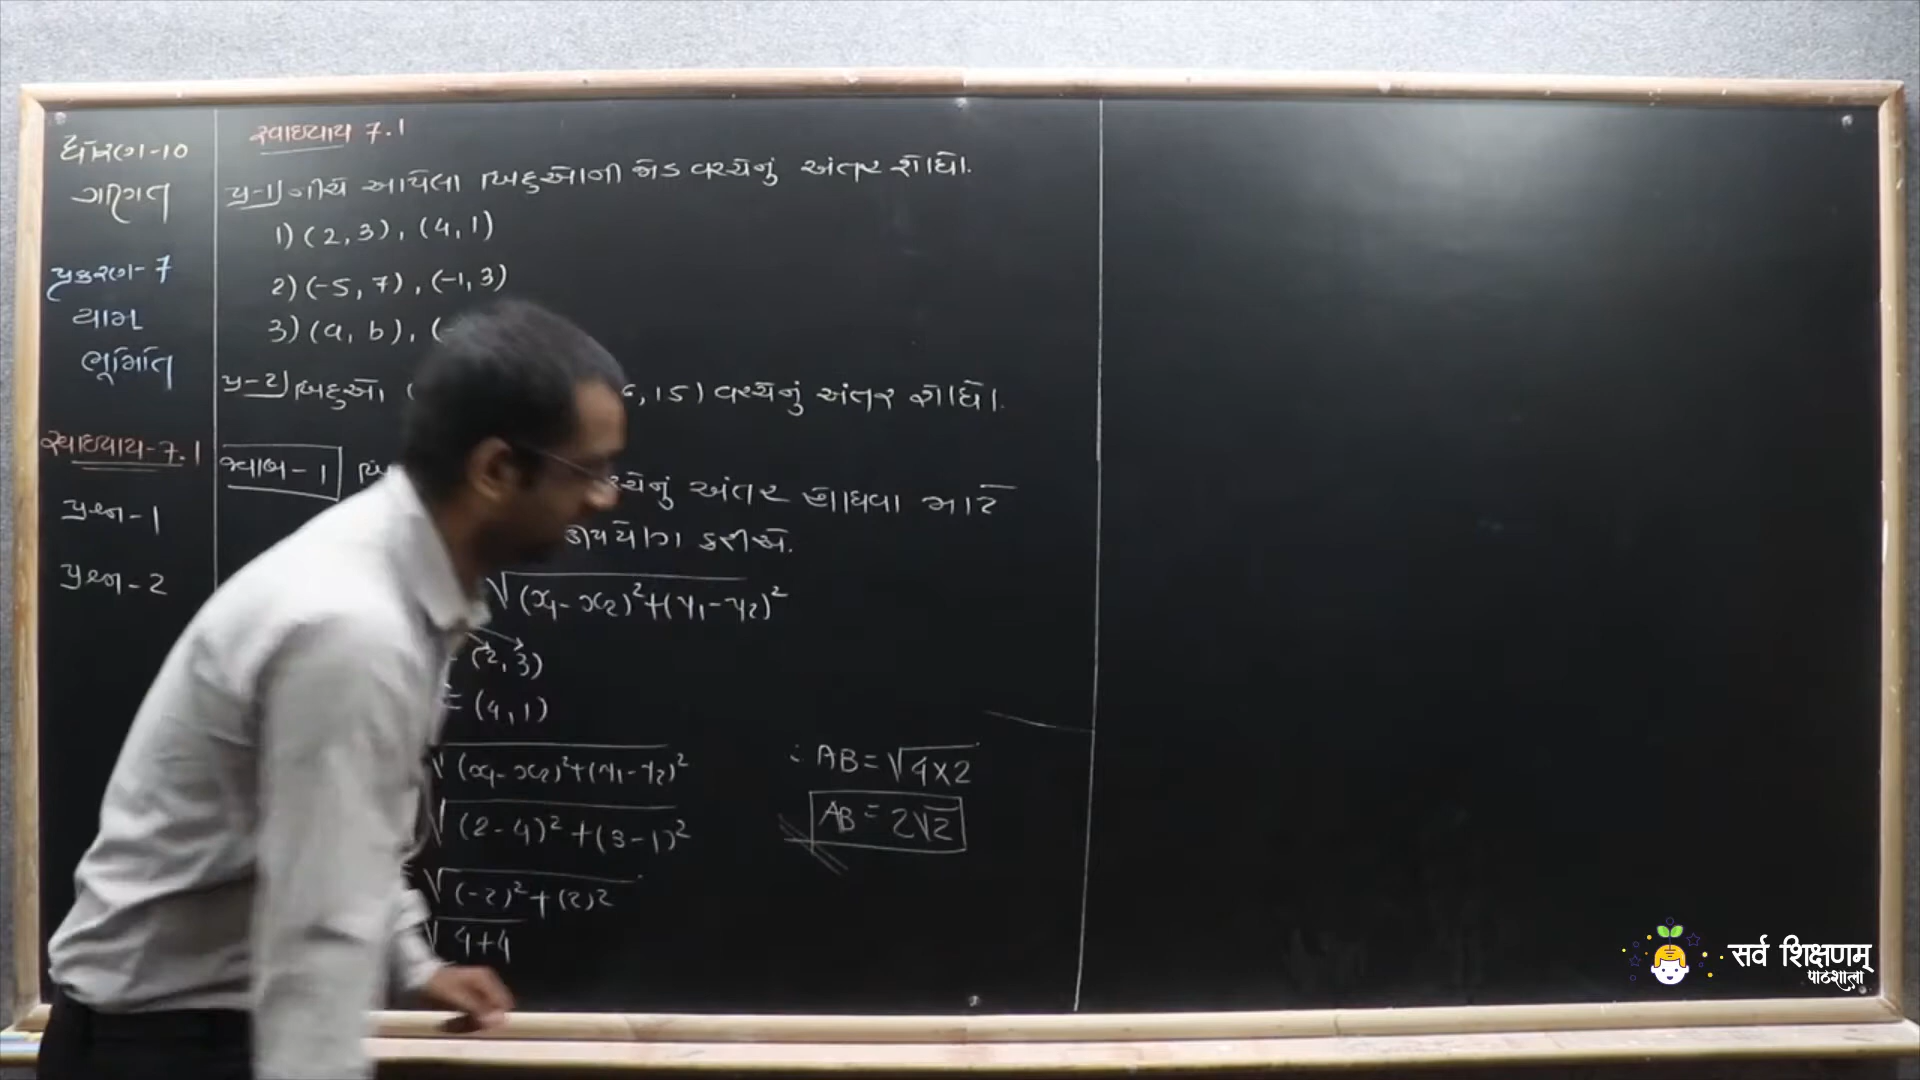 ધોરણ-10
ગણિત
પ્રકરણ-7
યામ
ભૂમિતિ
સ્વાધ્યાય-7.1
પ્રશ્ન-1
પ્રશ્ન-2
સ્વાધ્યાય 7.1
પ્ર-1) નીચે આપેલા બિંદુઓની જોડ વચ્ચેનું અંતર શોધો.
1) (2, 3), (4, 1)
2) (-5, 7), (-1, 3)
3) (a, b), (-
પ્ર-2) બિંદુઓ ( 6, 15) વચ્ચેનું અંતર શોધો.
જવાબ-1 અંતર શોધવા માટે
ઉપયોગ કરીએ.
√(x₁-x₂)²+(y₁-y₂)²
(2, 3)
= (4, 1)
√(x₁-x₂)²+(y₁-y₂)²
√(2-4)²+(3-1)²
= √(-2)²+(2)²
√4+4
∴ AB = √4×2
AB = 2√2
सर्व शिक्षणम्
पाठशाला